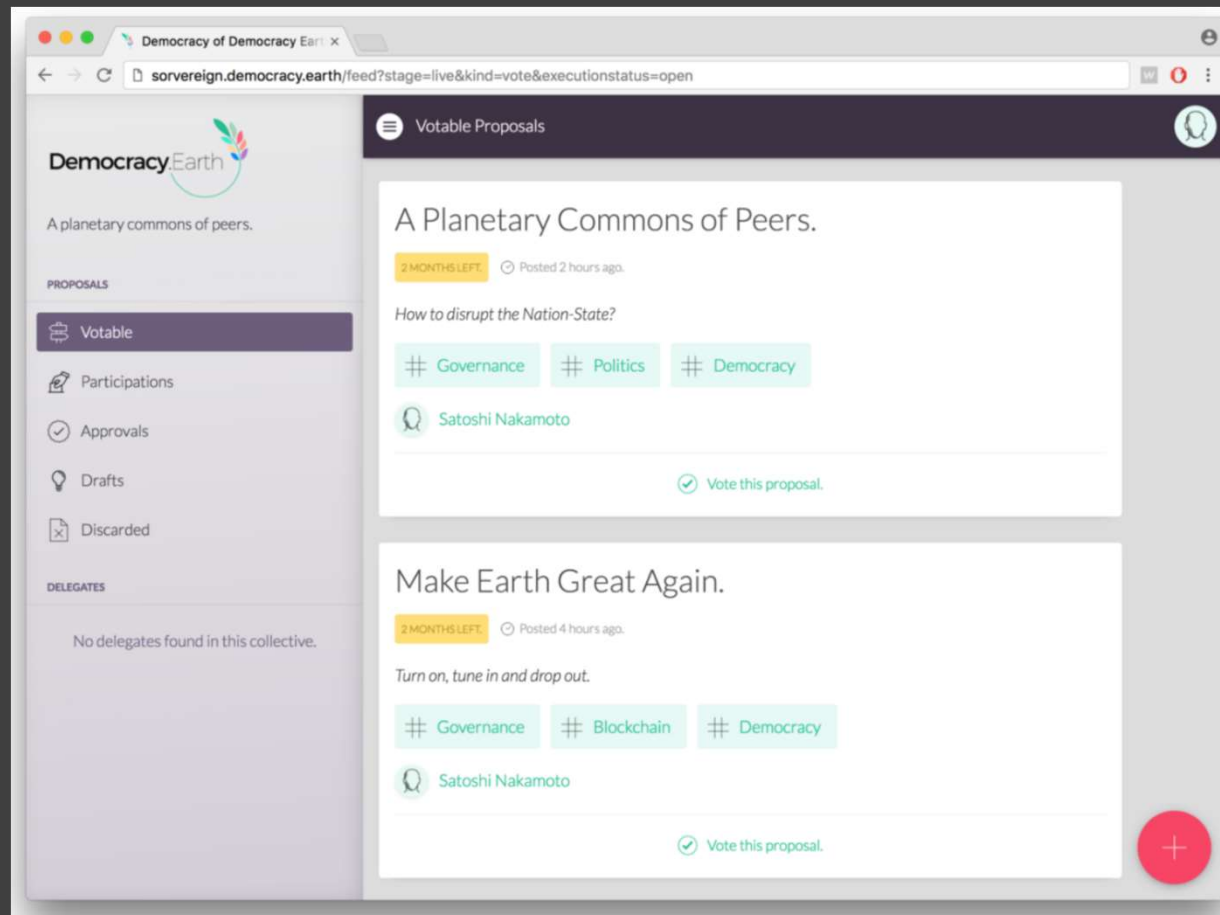 Democracy of Democracy Eart
sorvereign.democracy.earth/feed?stage=live&kind=vote&executionstatus=open
Democracy.Earth
A planetary commons of peers.
PROPOSALS
Votable
Participations
Approvals
Drafts
Discarded
DELEGATES
No delegates found in this collective.
Votable Proposals
A Planetary Commons of Peers.
2 MONTHS LEFT. Posted 2 hours ago.
How to disrupt the Nation-State?
# Governance # Politics # Democracy
Satoshi Nakamoto
Vote this proposal.
Make Earth Great Again.
2 MONTHS LEFT. Posted 4 hours ago.
Turn on, tune in and drop out.
# Governance # Blockchain # Democracy
Satoshi Nakamoto
Vote this proposal.